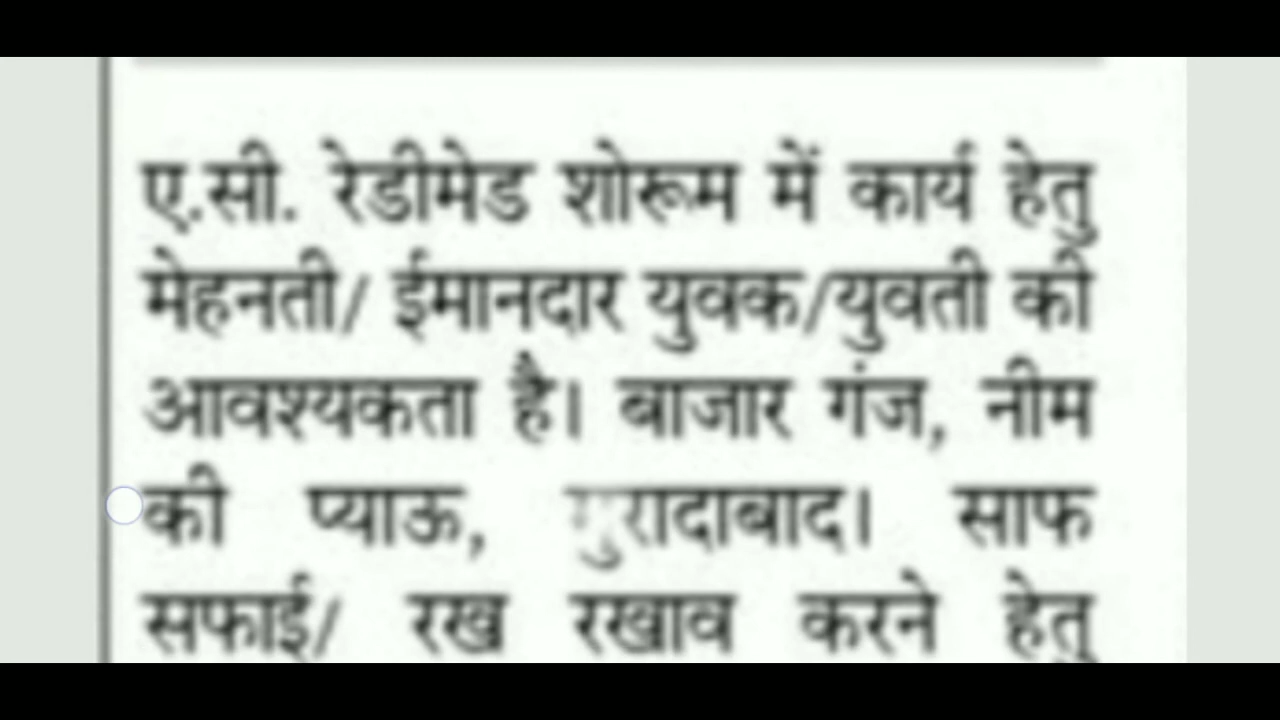 ए.सी. रेडीमेड शोरूम में कार्य हेतु
मेहनती/ ईमानदार युवक/युवती की
आवश्यकता है। बाजार गंज, नीम
की प्याऊ, मुरादाबाद। साफ
सफाई/ रख रखाव करने हेतु